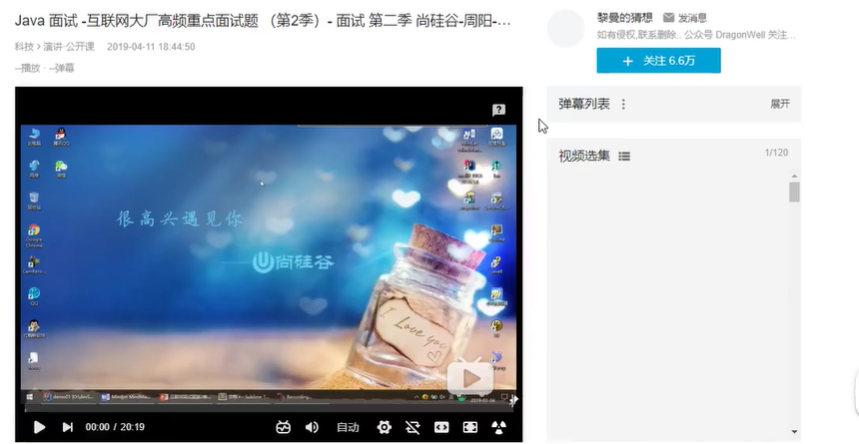 Java 面试 -互联网大厂高频重点面试题 （第2季）- 面试 第二季 尚硅谷-周阳-...
科技 > 演讲·公开课 2019-04-11 18:44:50
--播放 · --弹幕
黎曼的猜想 发消息
如有侵权,联系删除.. 公众号 DragonWell 关注...
+ 关注 6.6万
弹幕列表
展开
视频选集
1/120
很高兴遇见你
尚硅谷
I Love you
00:00 / 20:19
自动